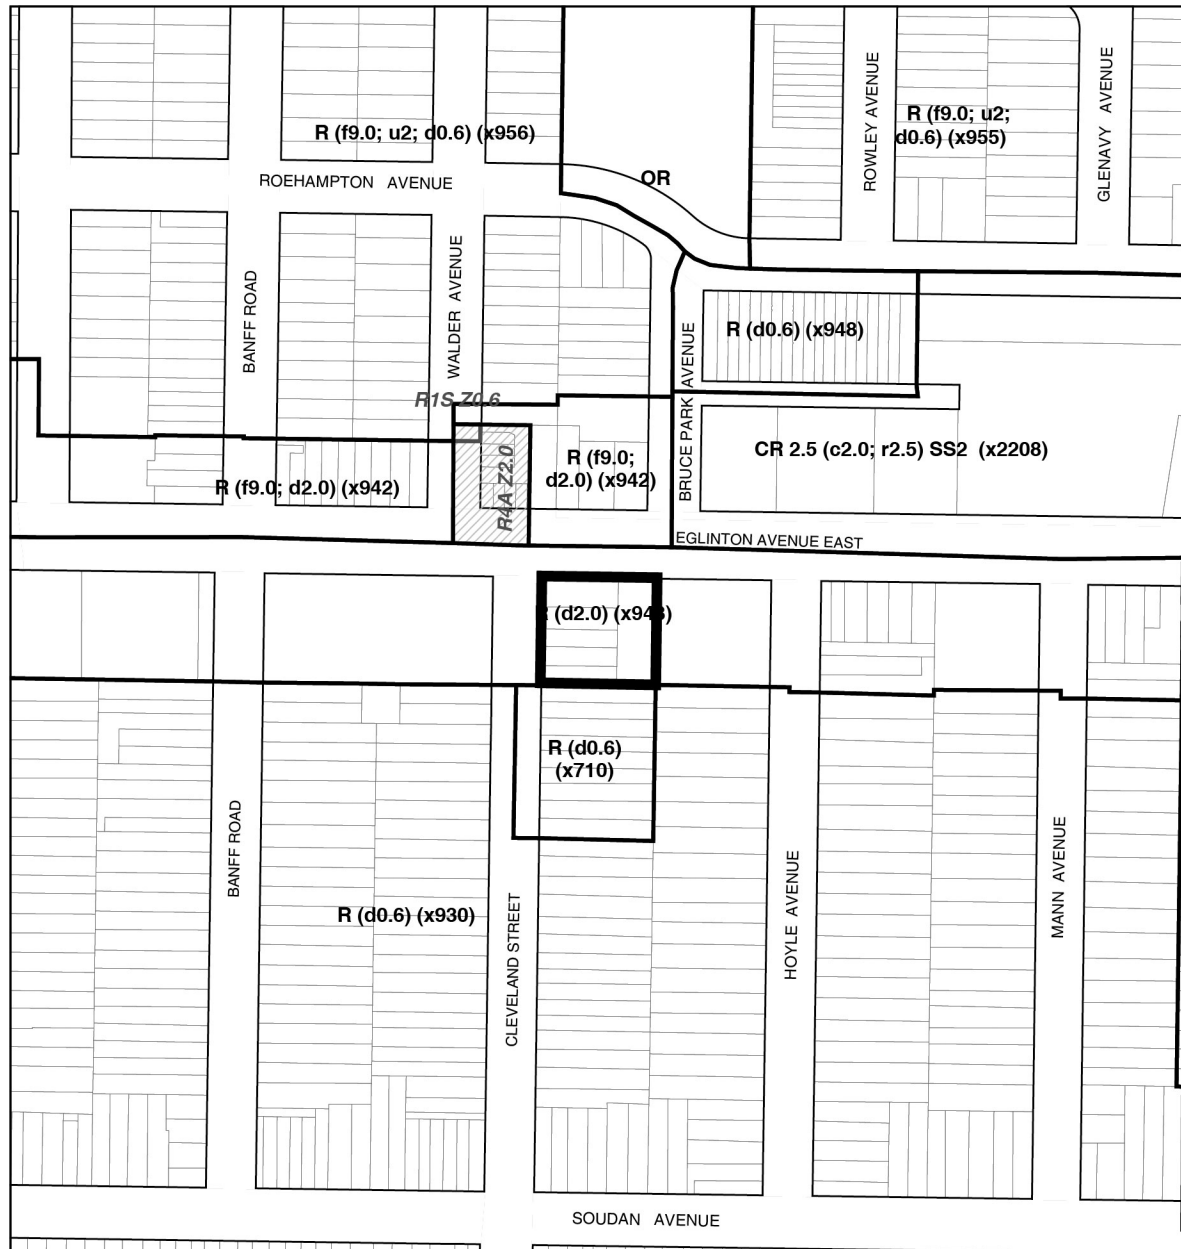 ROWLEY AVENUE
GLENAVY AVENUE
R (f9.0; u2;
d0.6) (x955)
R (f9.0; u2; d0.6) (x956)
ROEHAMPTON AVENUE
OR
BANFF ROAD
WALDER AVENUE
R (d0.6) (x948)
BRUCE PARK AVENUE
R1S Z0.6
R4A Z2.0
R (f9.0;
d2.0) (x942)
CR 2.5 (c2.0; r2.5) SS2 (x2208)
R (f9.0; d2.0) (x942)
EGLINTON AVENUE EAST
(d2.0)
R (d0.6)
(x710)
BANFF ROAD
MANN AVENUE
HOYLE AVENUE
CLEVELAND STREET
R (d0.6) (x930)
SOUDAN AVENUE